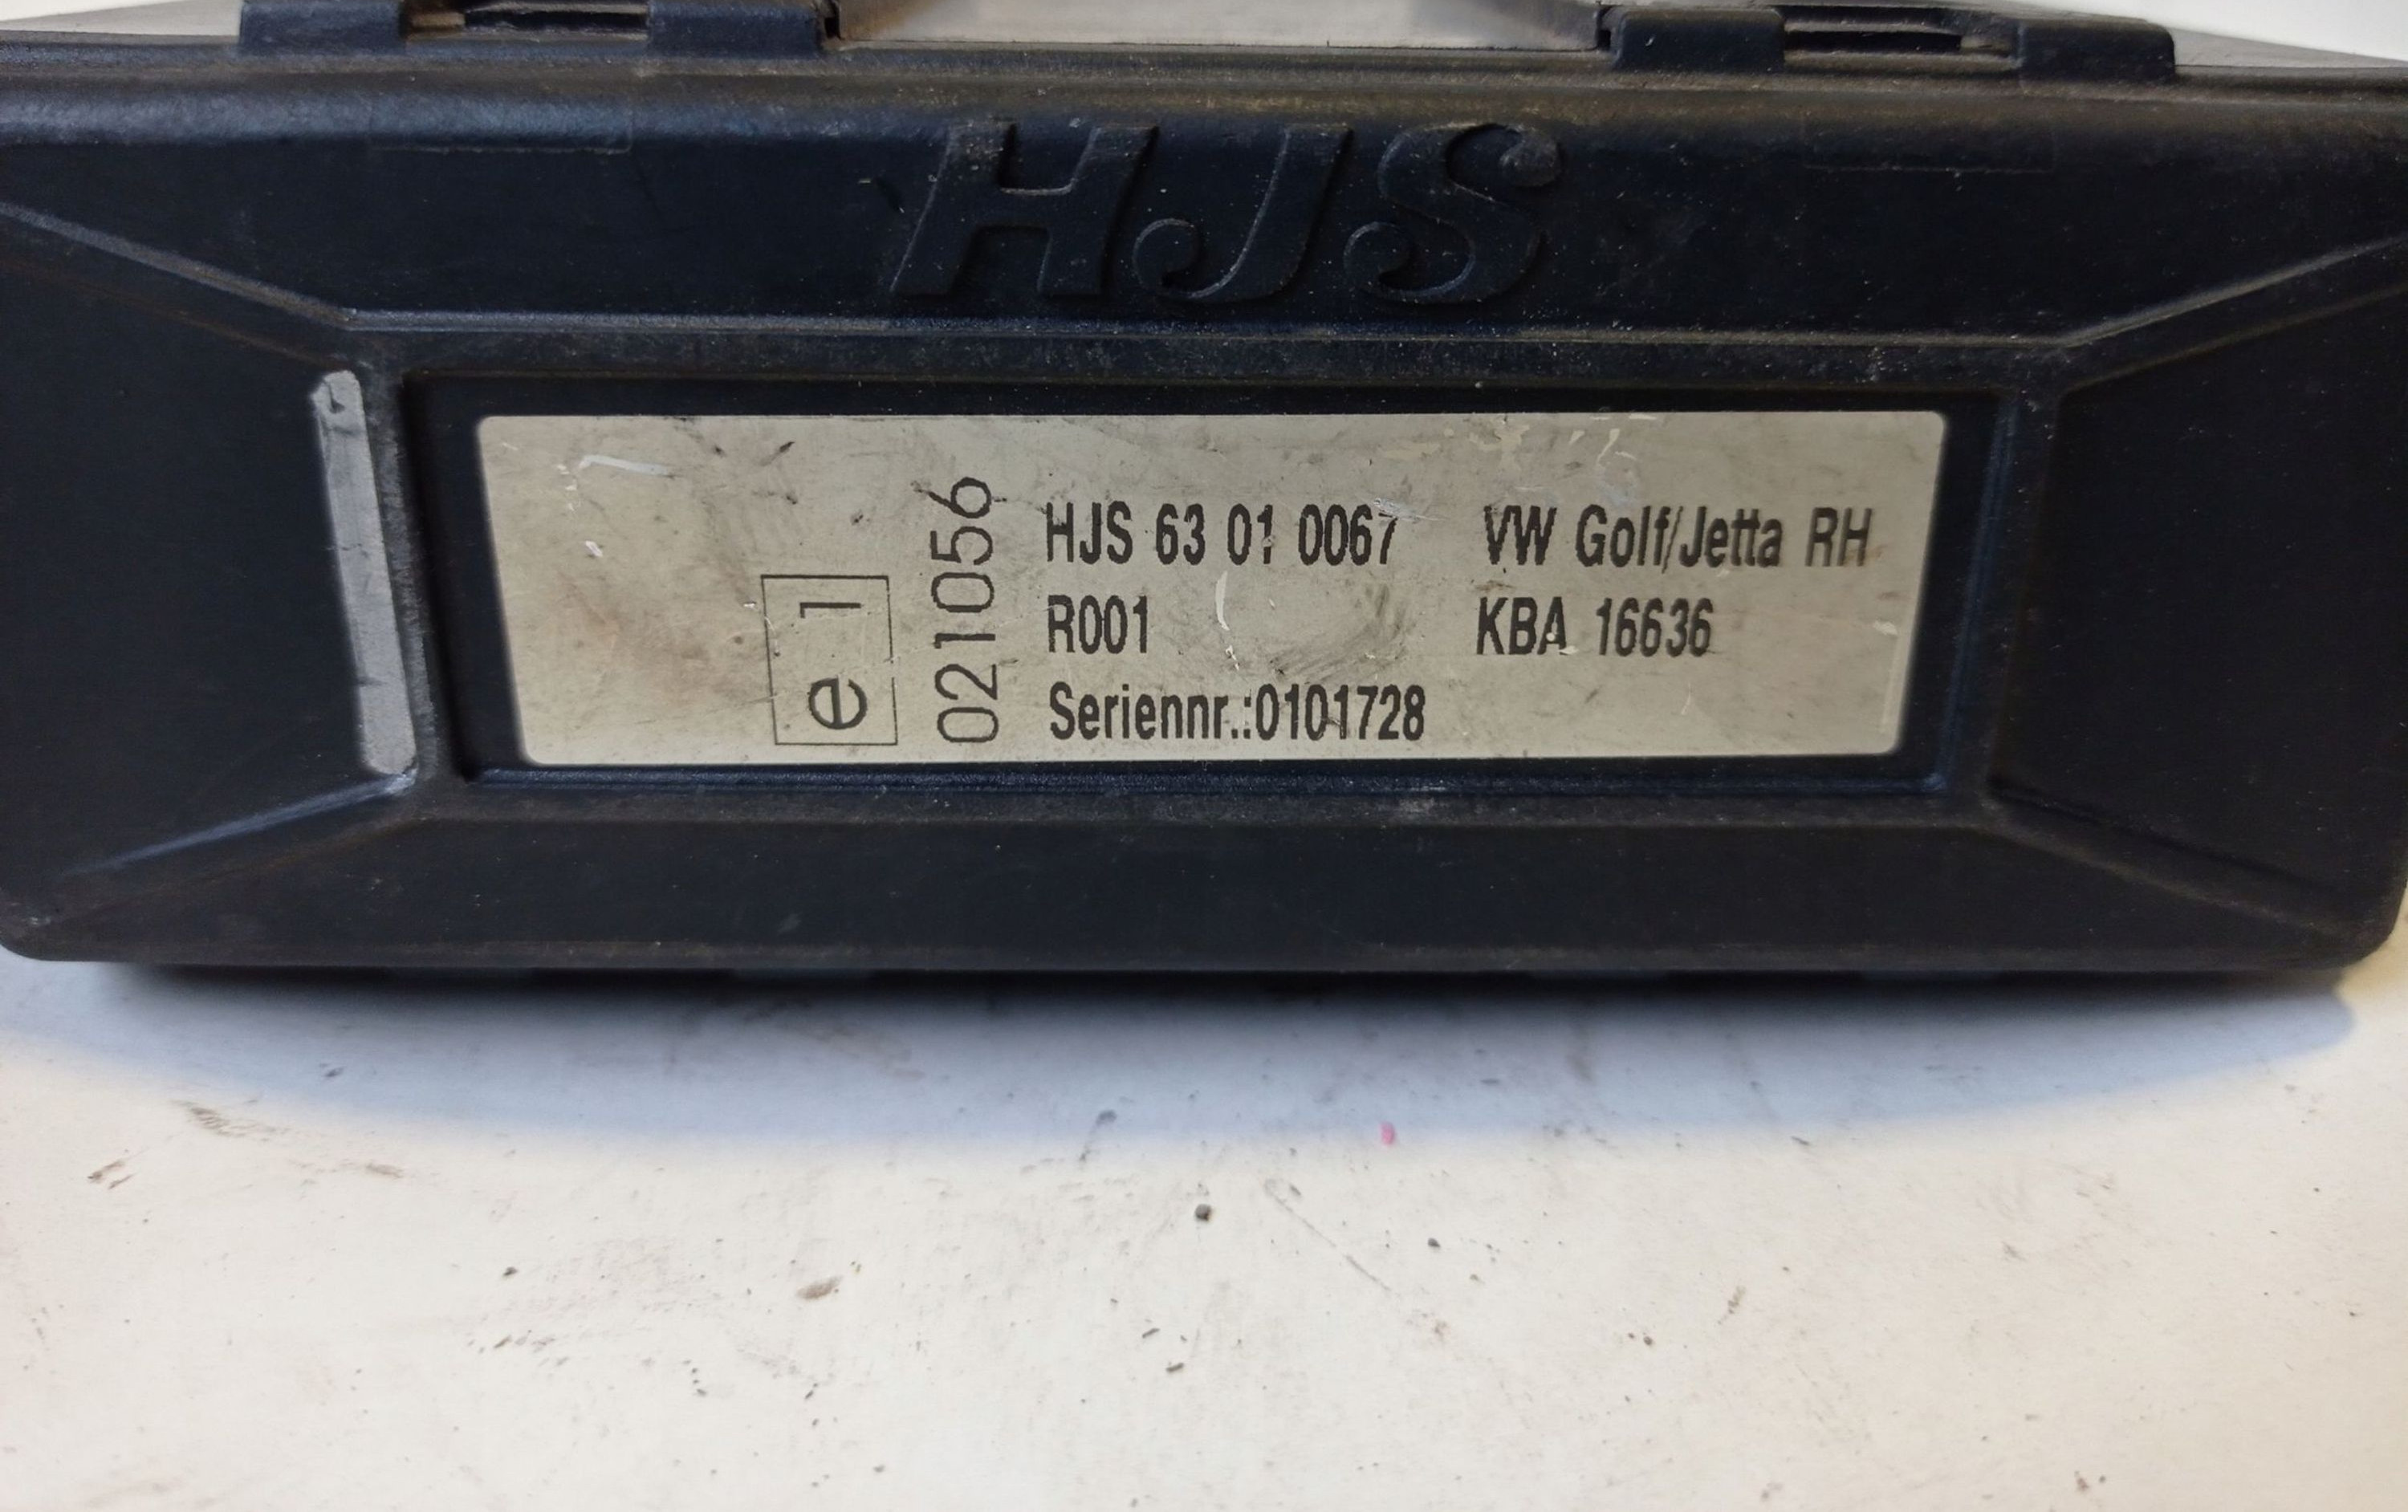 HJS
e 1
021056
HJS 63 01 0067 VW Golf/Jetta RH
R001 KBA 16636
Seriennr.:0101728